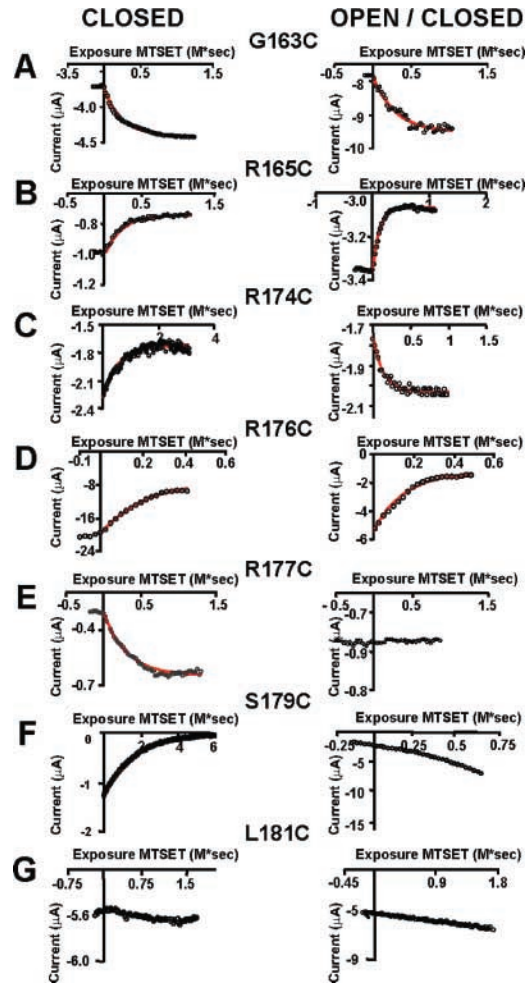 CLOSED OPEN / CLOSED
G163C
A
Exposure MTSET (M*sec) Exposure MTSET (M*sec)
-3.5 0.5 1.5 -0.5 0.5 1.5
-4.0 -8
-4.5 -9
-10
Current (µA) Current (µA)
R165C
B
Exposure MTSET (M*sec) Exposure MTSET (M*sec)
-0.5 0.5 1.5 -1 -3.0 1 2
-0.8 -3.2
-1.0 -3.4
-1.2
Current (µA) Current (µA)
R174C
C
Exposure MTSET (M*sec) Exposure MTSET (M*sec)
-1.5 2 4 -1.7 0.5 1 1.5
-1.8 -1.9
-2.1 -2.1
-2.4
Current (µA) Current (µA)
R176C
D
Exposure MTSET (M*sec) Exposure MTSET (M*sec)
-0.1 0.2 0.4 0.6 0 0.2 0.4 0.6
-8 -2
-16 -4
-24 -6
Current (µA) Current (µA)
R177C
E
Exposure MTSET (M*sec) Exposure MTSET (M*sec)
-0.5 0.5 1.5 -0.5 0.5 1.5
-0.4 -0.7
-0.7 -0.9
-0.8
Current (µA) Current (µA)
S179C
F
Exposure MTSET (M*sec) Exposure MTSET (M*sec)
0 2 4 6 -0.25 0.25 0.5 0.75
-1 -5
-2 -10
-15
Current (µA) Current (µA)
L181C
G
Exposure MTSET (M*sec) Exposure MTSET (M*sec)
-0.75 0.75 1.5 -0.45 0.9 1.8
-5.6 -5
-6.0 -9
Current (µA) Current (µA)